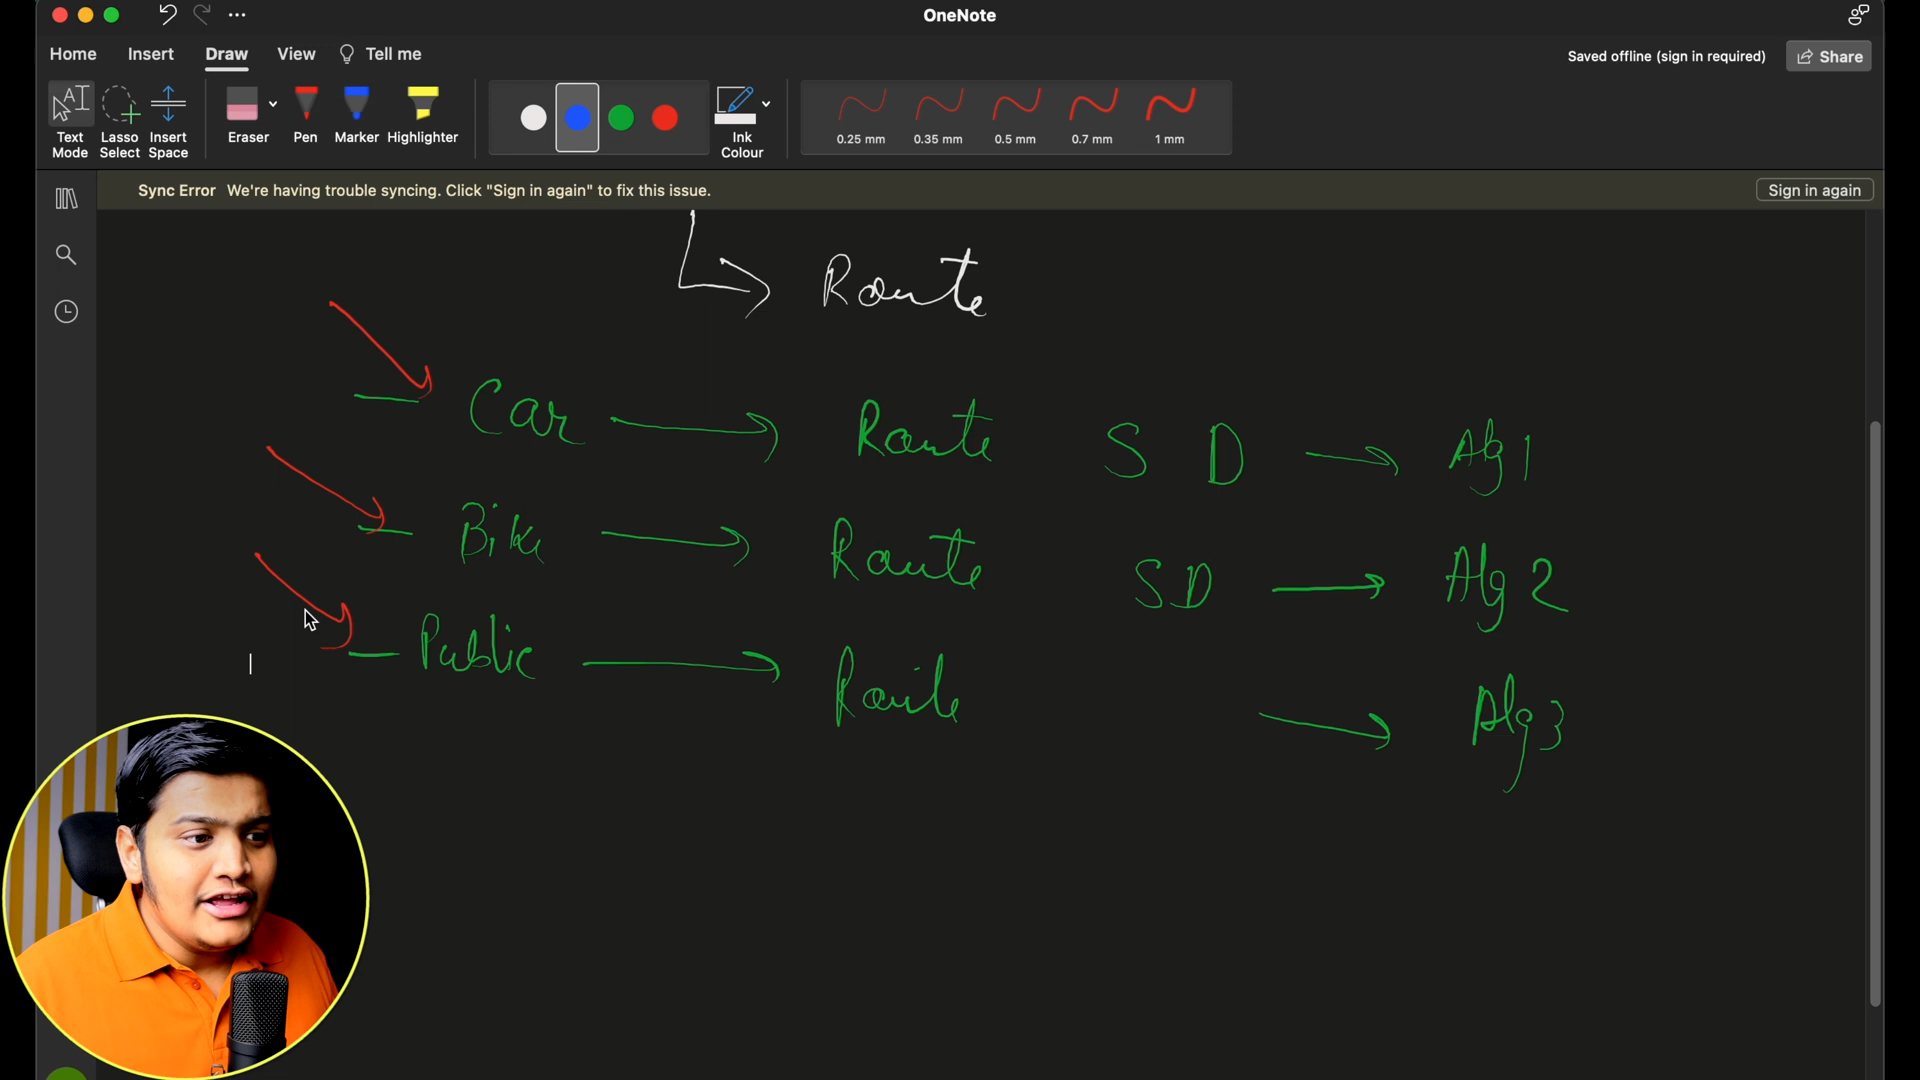 OneNote
Home Insert Draw View Tell me
Saved offline (sign in required) Share
Text Mode
Lasso Select
Insert Space
Eraser
Pen
Marker
Highlighter
Ink Colour
0.25 mm 0.35 mm 0.5 mm 0.7 mm 1 mm
Sync Error We're having trouble syncing. Click "Sign in again" to fix this issue. Sign in again
Route
Car Route S D Alg 1
Bike Route S D Alg 2
Public Route Alg 3